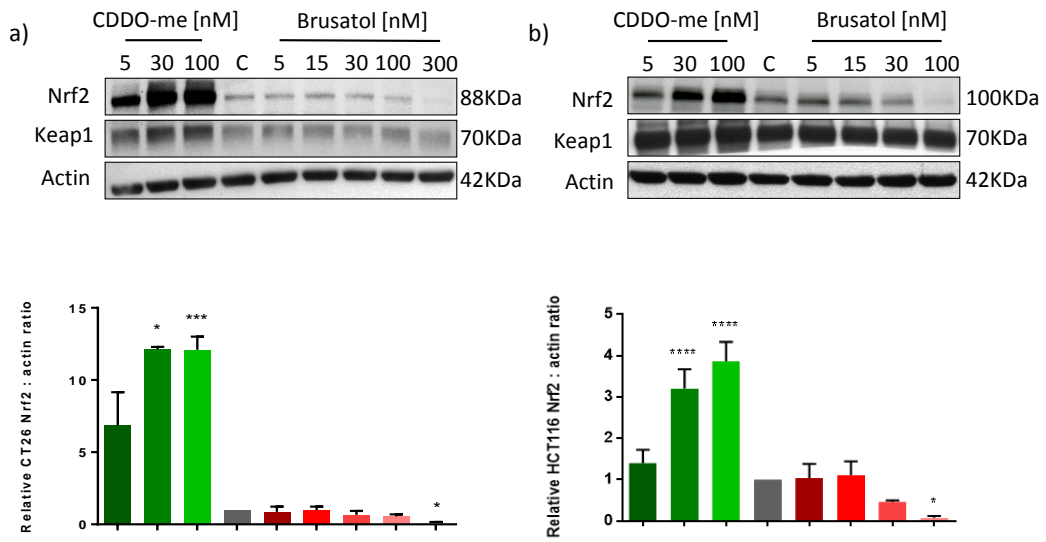 a)
CDDO-me [nM] Brusatol [nM]
5 30 100 C 5 15 30 100 300
Nrf2 88KDa
Keap1 70KDa
Actin 42KDa
b)
CDDO-me [nM] Brusatol [nM]
5 30 100 C 5 15 30 100
Nrf2 100KDa
Keap1 70KDa
Actin 42KDa
Relative CT26 Nrf2 : actin ratio
15
10
5
0
* *** *
Relative HCT116 Nrf2 : actin ratio
5
4
3
2
1
0
**** **** *